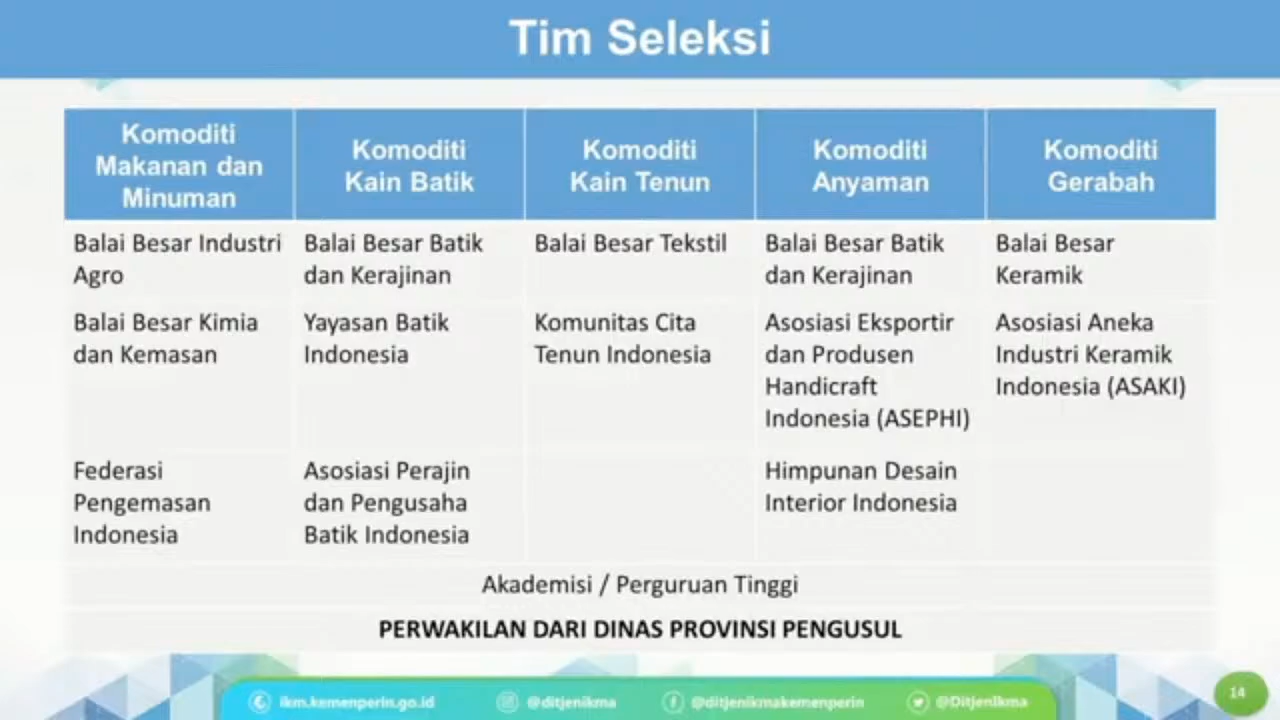 Tim Seleksi
Komoditi
Makanan dan
Minuman
Komoditi
Kain Batik
Komoditi
Kain Tenun
Komoditi
Anyaman
Komoditi
Gerabah
Balai Besar Industri
Agro
Balai Besar Batik
dan Kerajinan
Balai Besar Tekstil
Balai Besar Batik
dan Kerajinan
Balai Besar
Keramik
Balai Besar Kimia
dan Kemasan
Yayasan Batik
Indonesia
Komunitas Cita
Tenun Indonesia
Asosiasi Eksportir
dan Produsen
Handicraft
Indonesia (ASEPHI)
Asosiasi Aneka
Industri Keramik
Indonesia (ASAKI)
Federasi
Pengemasan
Indonesia
Asosiasi Perajin
dan Pengusaha
Batik Indonesia
Himpunan Desain
Interior Indonesia
Akademisi / Perguruan Tinggi
PERWAKILAN DARI DINAS PROVINSI PENGUSUL
ikm.kemenperin.go.id
@ditjenikma
@ditjenikmakemenperin
@DitjenIkma
14